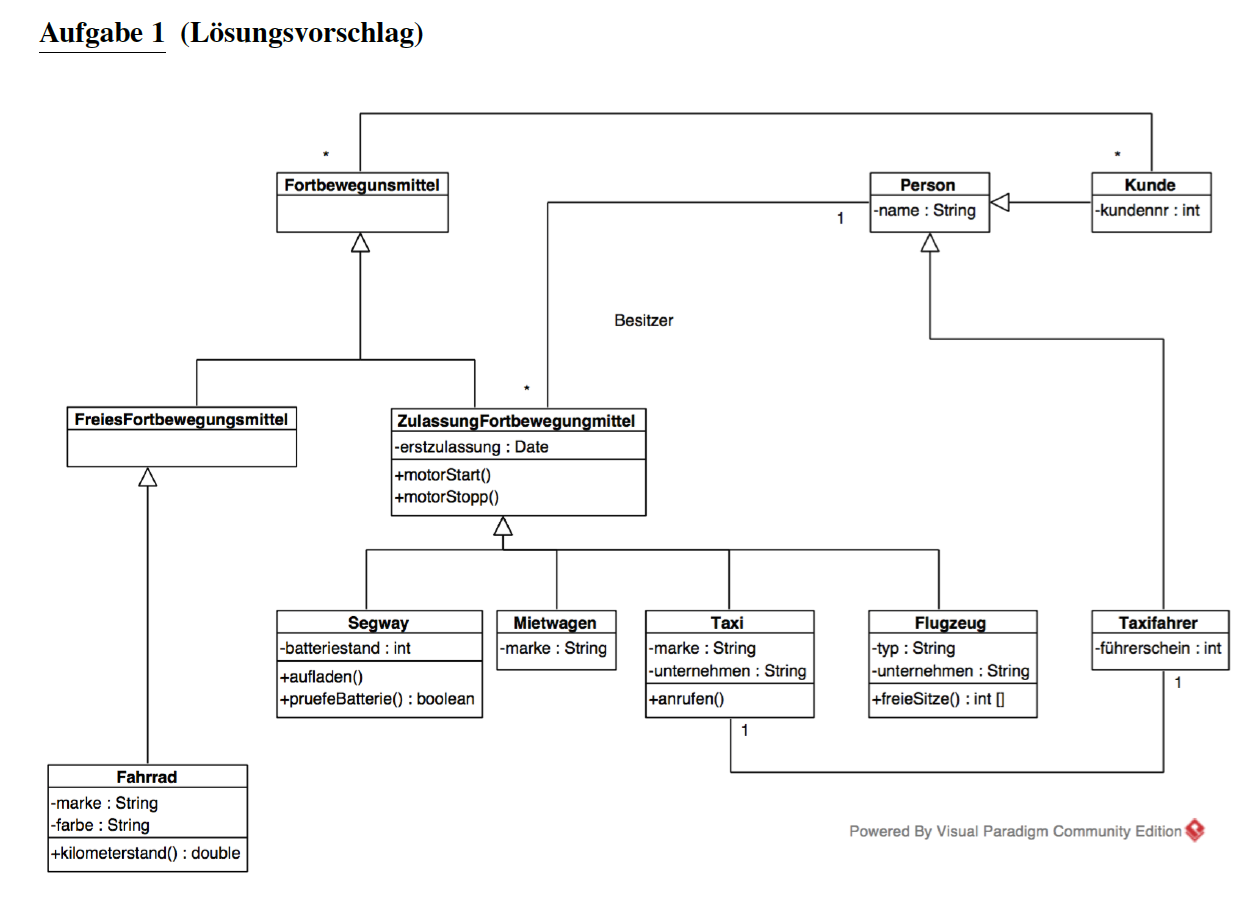 Aufgabe 1 (Lösungsvorschlag)
*
*
Fortbewegunsmittel
Person
-name : String
Kunde
-kundennr : int
1
Besitzer
*
FreiesFortbewegungsmittel
ZulassungFortbewegungmittel
-erstzulassung : Date
+motorStart()
+motorStopp()
Segway
-batteriestand : int
+aufladen()
+pruefeBatterie() : boolean
Mietwagen
-marke : String
Taxi
-marke : String
-unternehmen : String
+anrufen()
Flugzeug
-typ : String
-unternehmen : String
+freieSitze() : int []
Taxifahrer
-führerschein : int
1
1
Fahrrad
-marke : String
-farbe : String
+kilometerstand() : double
Powered By Visual Paradigm Community Edition